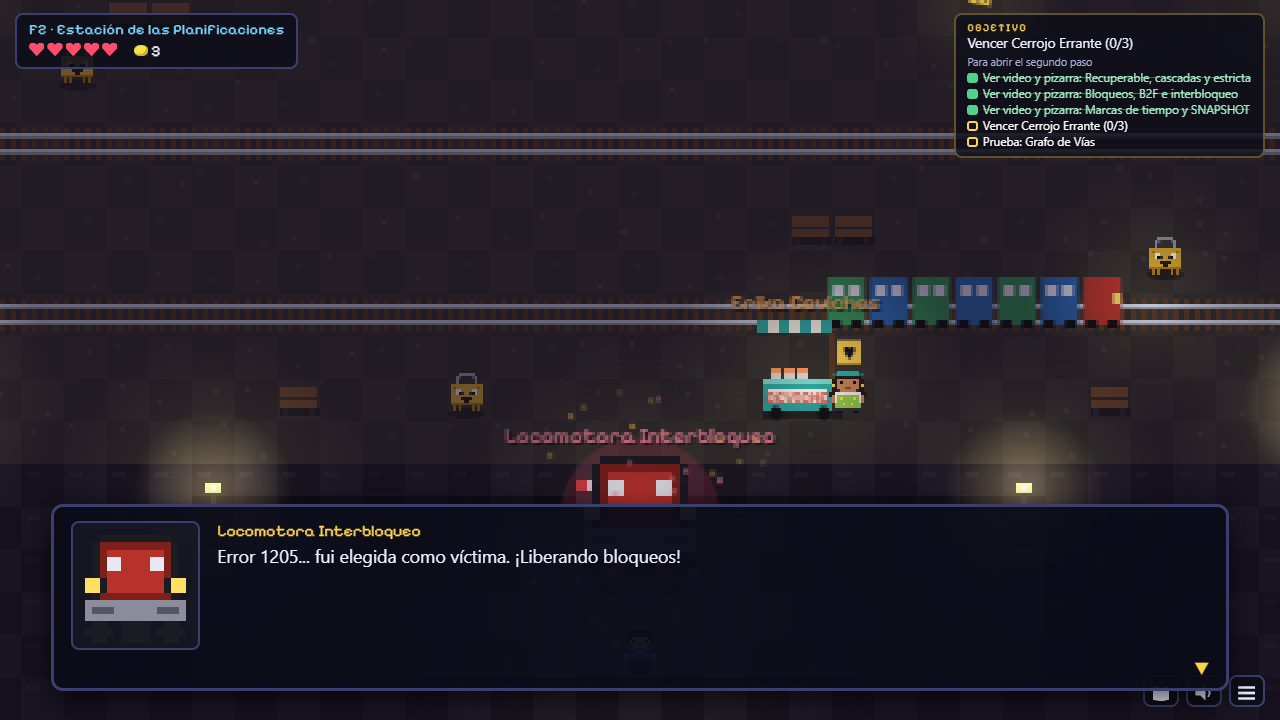 F2 · Estación de las Planificaciones
3
OBJETIVO
Vencer Cerrojo Errante (0/3)
Para abrir el segundo paso
Ver video y pizarra: Recuperable, cascadas y estricta
Ver video y pizarra: Bloqueos, B2F e interbloqueo
Ver video y pizarra: Marcas de tiempo y SNAPSHOT
Vencer Cerrojo Errante (0/3)
Prueba: Grafo de Vías
Locomotora Interbloqueo
Locomotora Interbloqueo
Error 1205... fui elegida como víctima. ¡Liberando bloqueos!